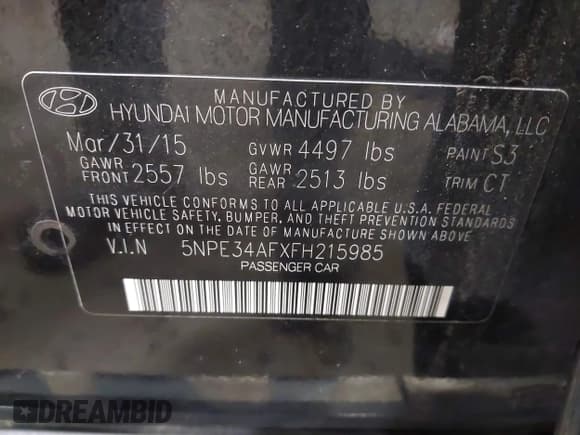 MANUFACTURED BY
HYUNDAI MOTOR MANUFACTURING ALABAMA, LLC
Mar/31/15 GVWR 4497 lbs PAINT S3
GAWR FRONT 2557 lbs GAWR REAR 2513 lbs TRIM CT
THIS VEHICLE CONFORMS TO ALL APPLICABLE U.S.A. FEDERAL
MOTOR VEHICLE SAFETY, BUMPER, AND THEFT PREVENTION STANDARDS
IN EFFECT ON THE DATE OF MANUFACTURE SHOWN ABOVE.
V.I.N 5NPE34AFXFH215985
PASSENGER CAR
DREAMBID